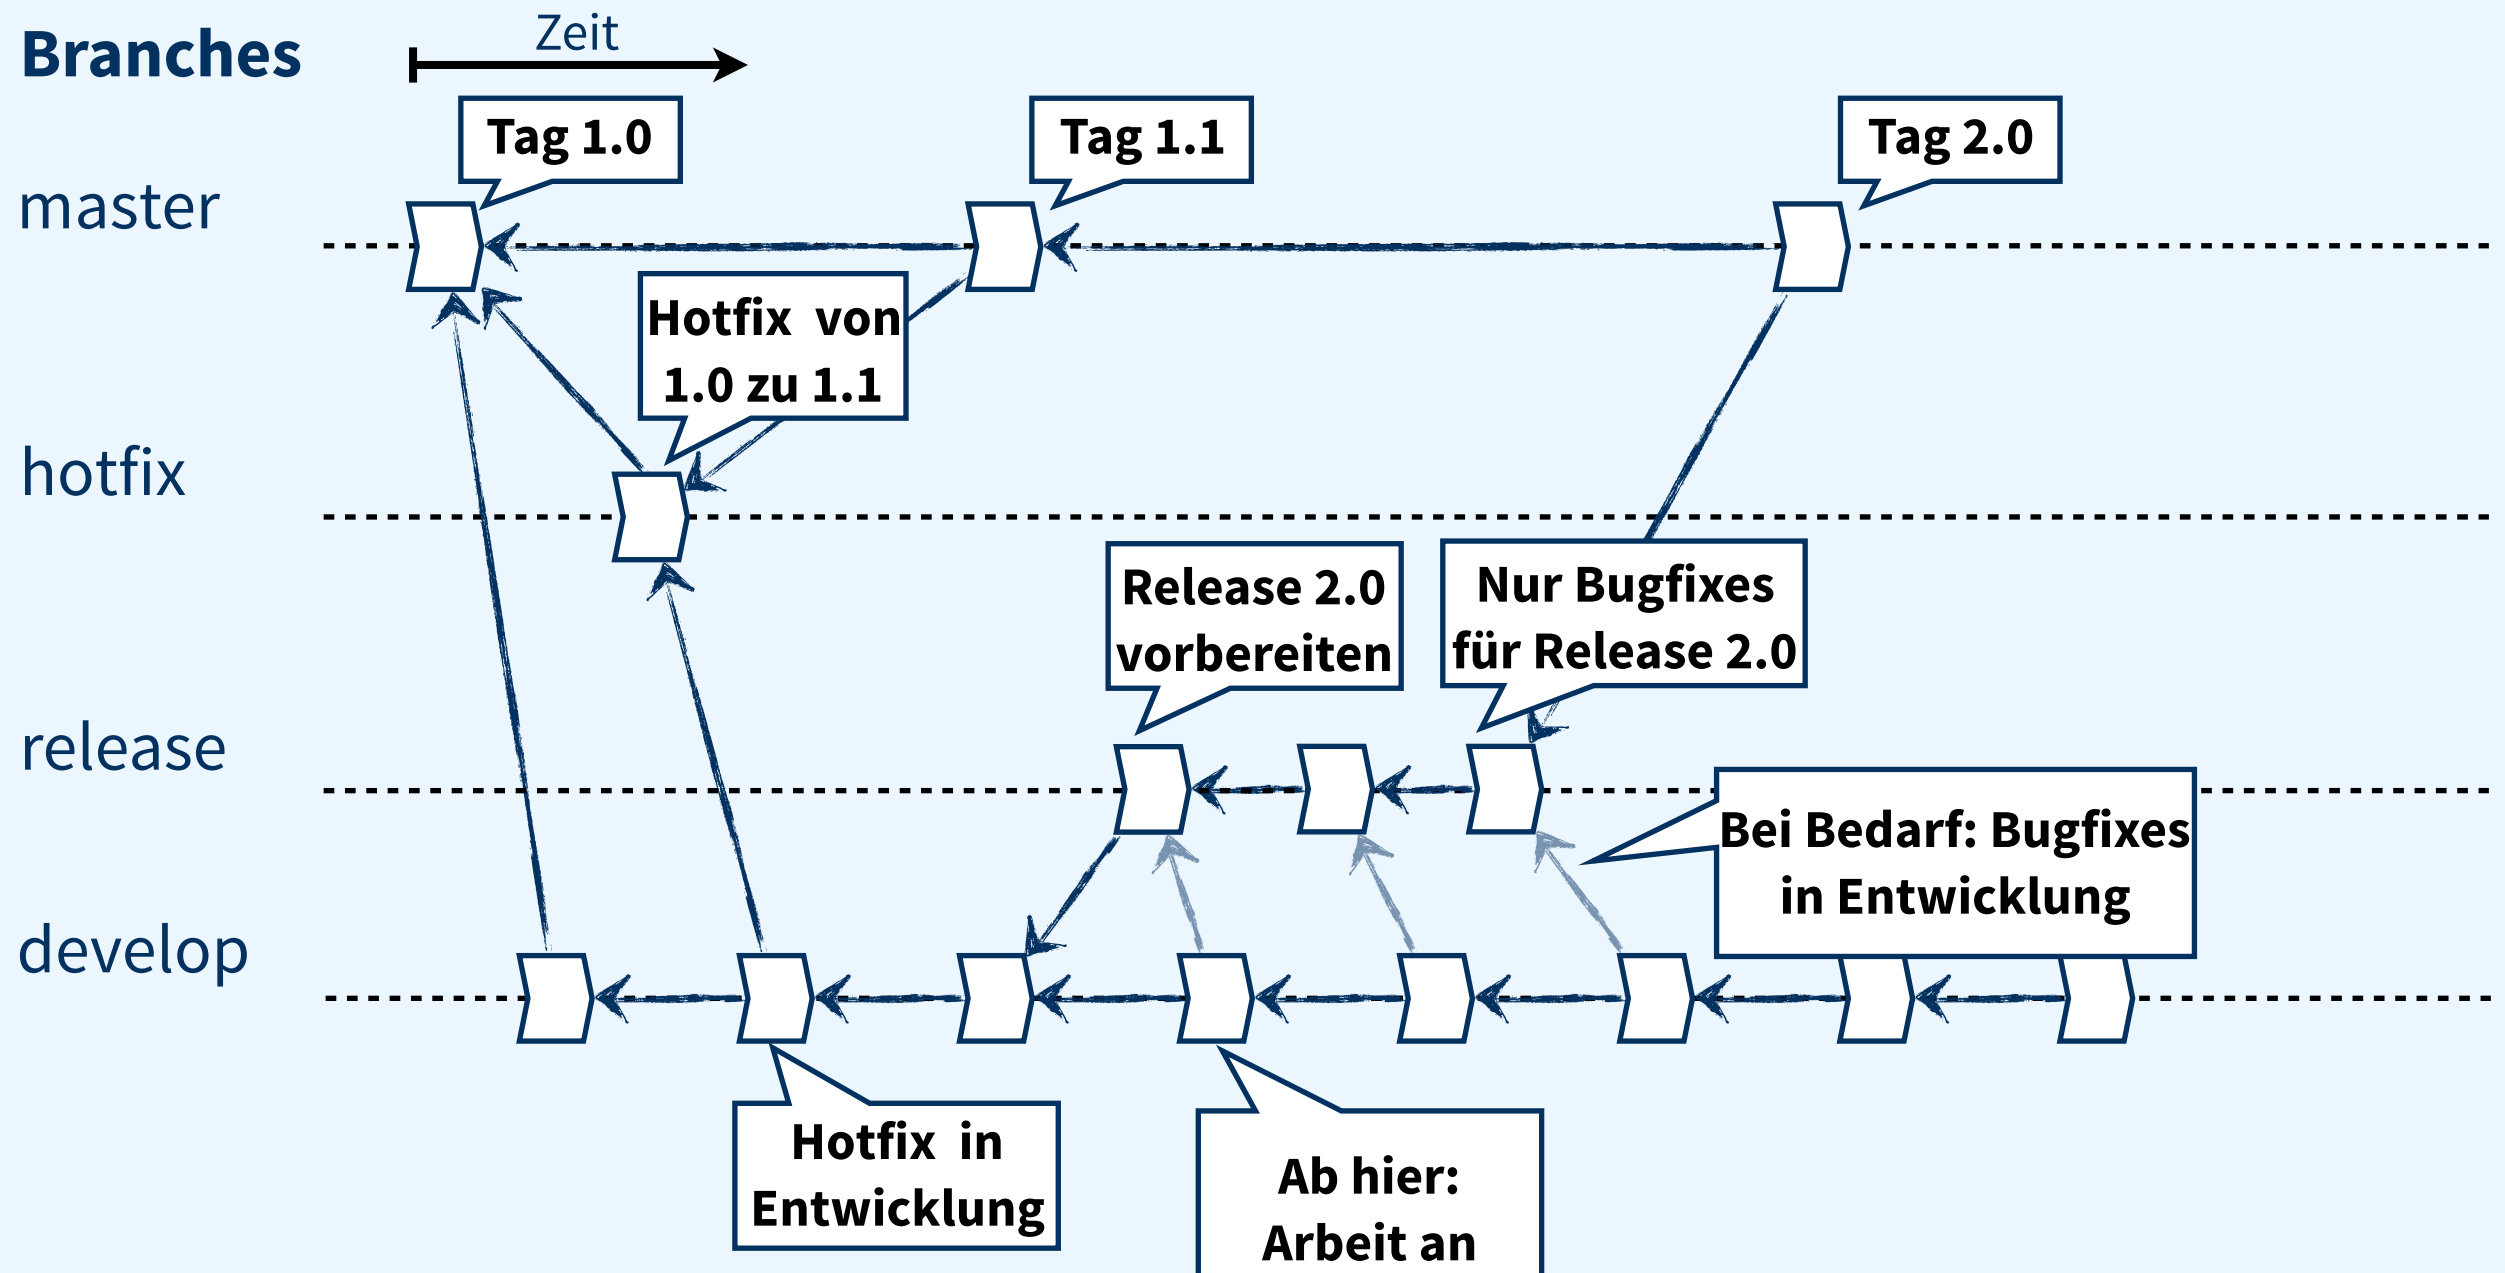 Branches
Zeit
Tag 1.0
Tag 1.1
Tag 2.0
master
Hotfix von
1.0 zu 1.1
hotfix
Release 2.0
vorbereiten
Nur Bugfixes
für Release 2.0
release
Bei Bedarf: Bugfixes
in Entwicklung
develop
Hotfix in
Entwicklung
Ab hier:
Arbeit an